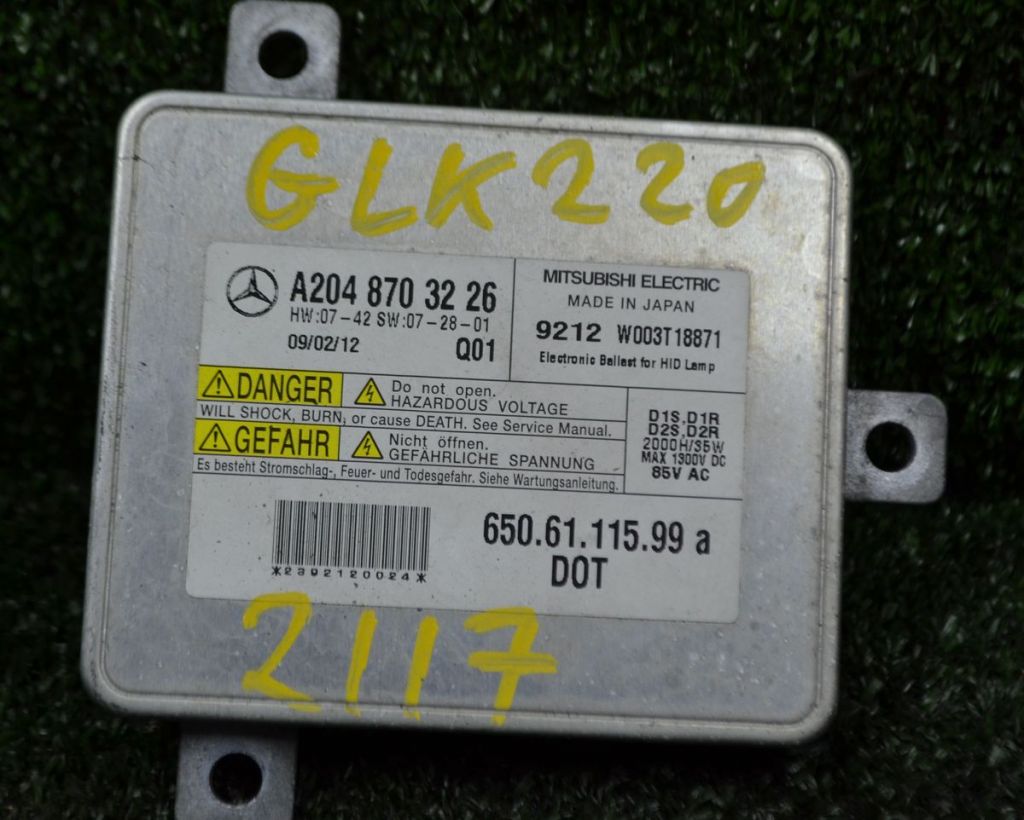 GLK 220
A204 870 32 26
HW:07-42 SW:07-28-01
09/02/12
Q01
MITSUBISHI ELECTRIC
MADE IN JAPAN
9212 W003T18871
Electronic Ballast for HID Lamp
DANGER
Do not open.
HAZARDOUS VOLTAGE
WILL SHOCK, BURN, or cause DEATH. See Service Manual.
GEFAHR
Nicht öffnen.
GEFÄHRLICHE SPANNUNG
Es besteht Stromschlag-, Feuer- und Todesgefahr. Siehe Wartungsanleitung.
D1S,D1R
D2S,D2R
2000H/35W
MAX 1300V DC
85V AC
*2392120024*
650.61.115.99 a
DOT
2117